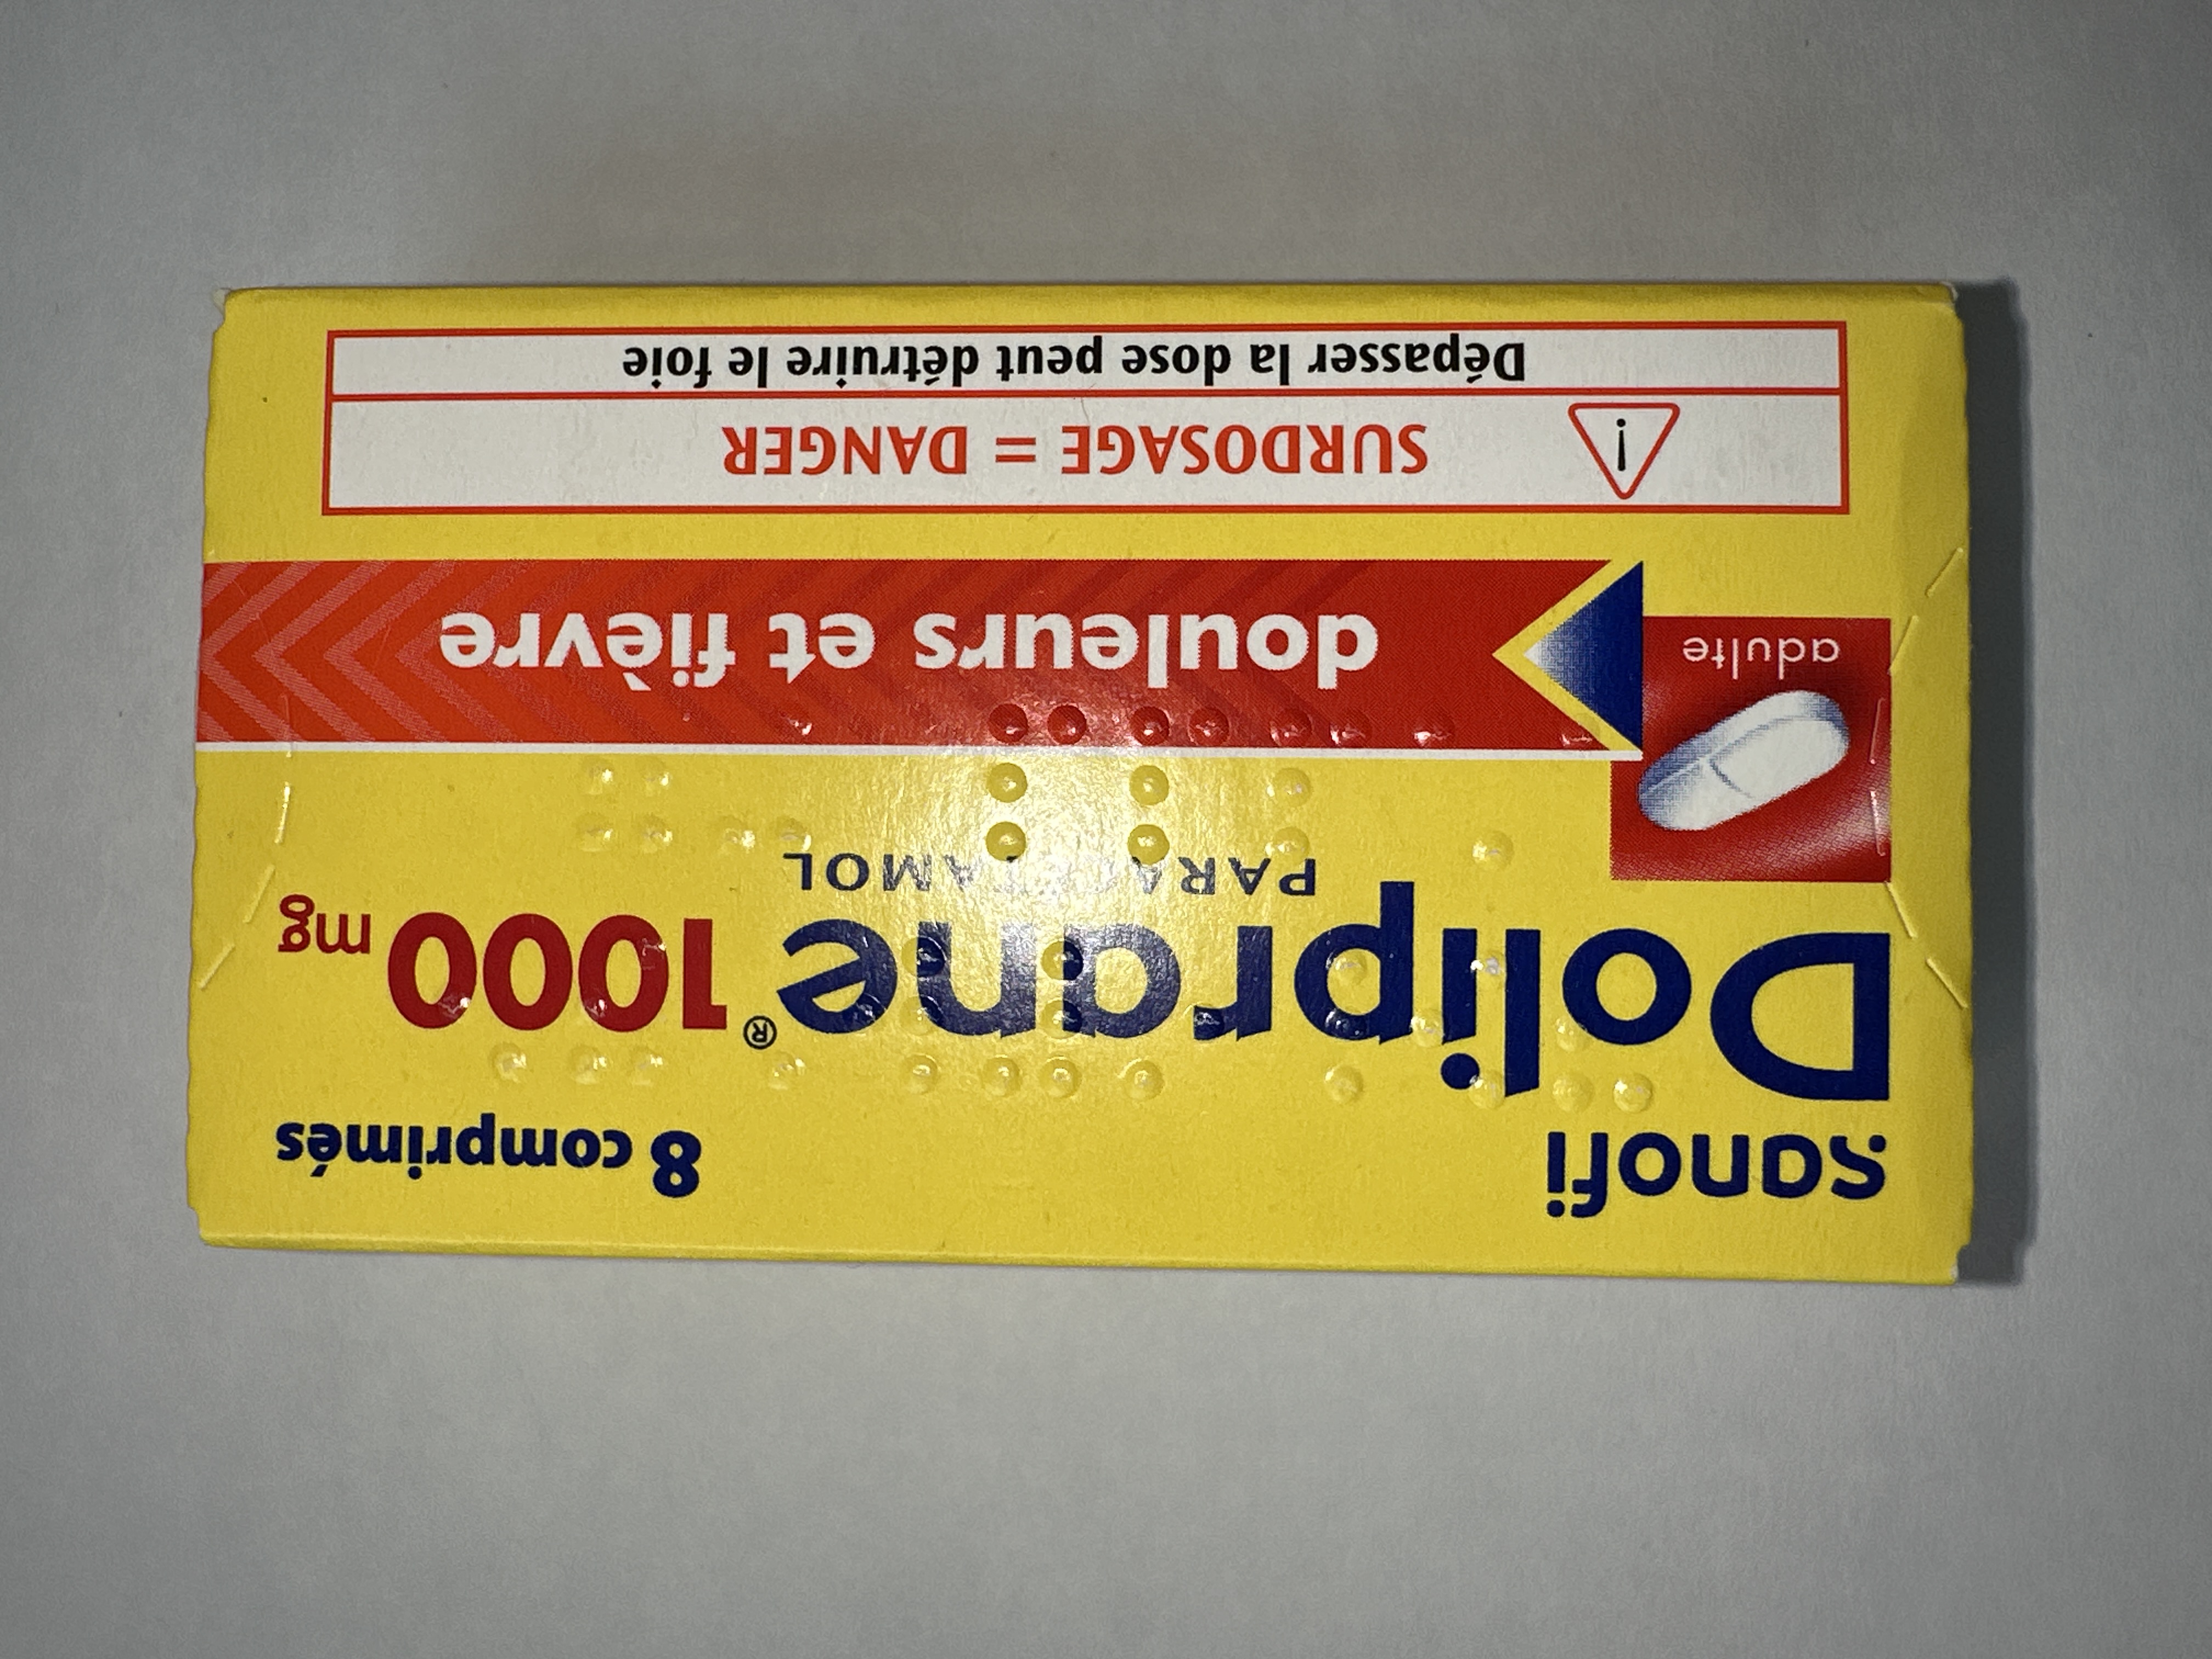 sanofi
8 comprimés
Doliprane® 1000 mg
PARACÉTAMOL
adulte
douleurs et fièvre
! SURDOSAGE = DANGER
Dépasser la dose peut détruire le foie